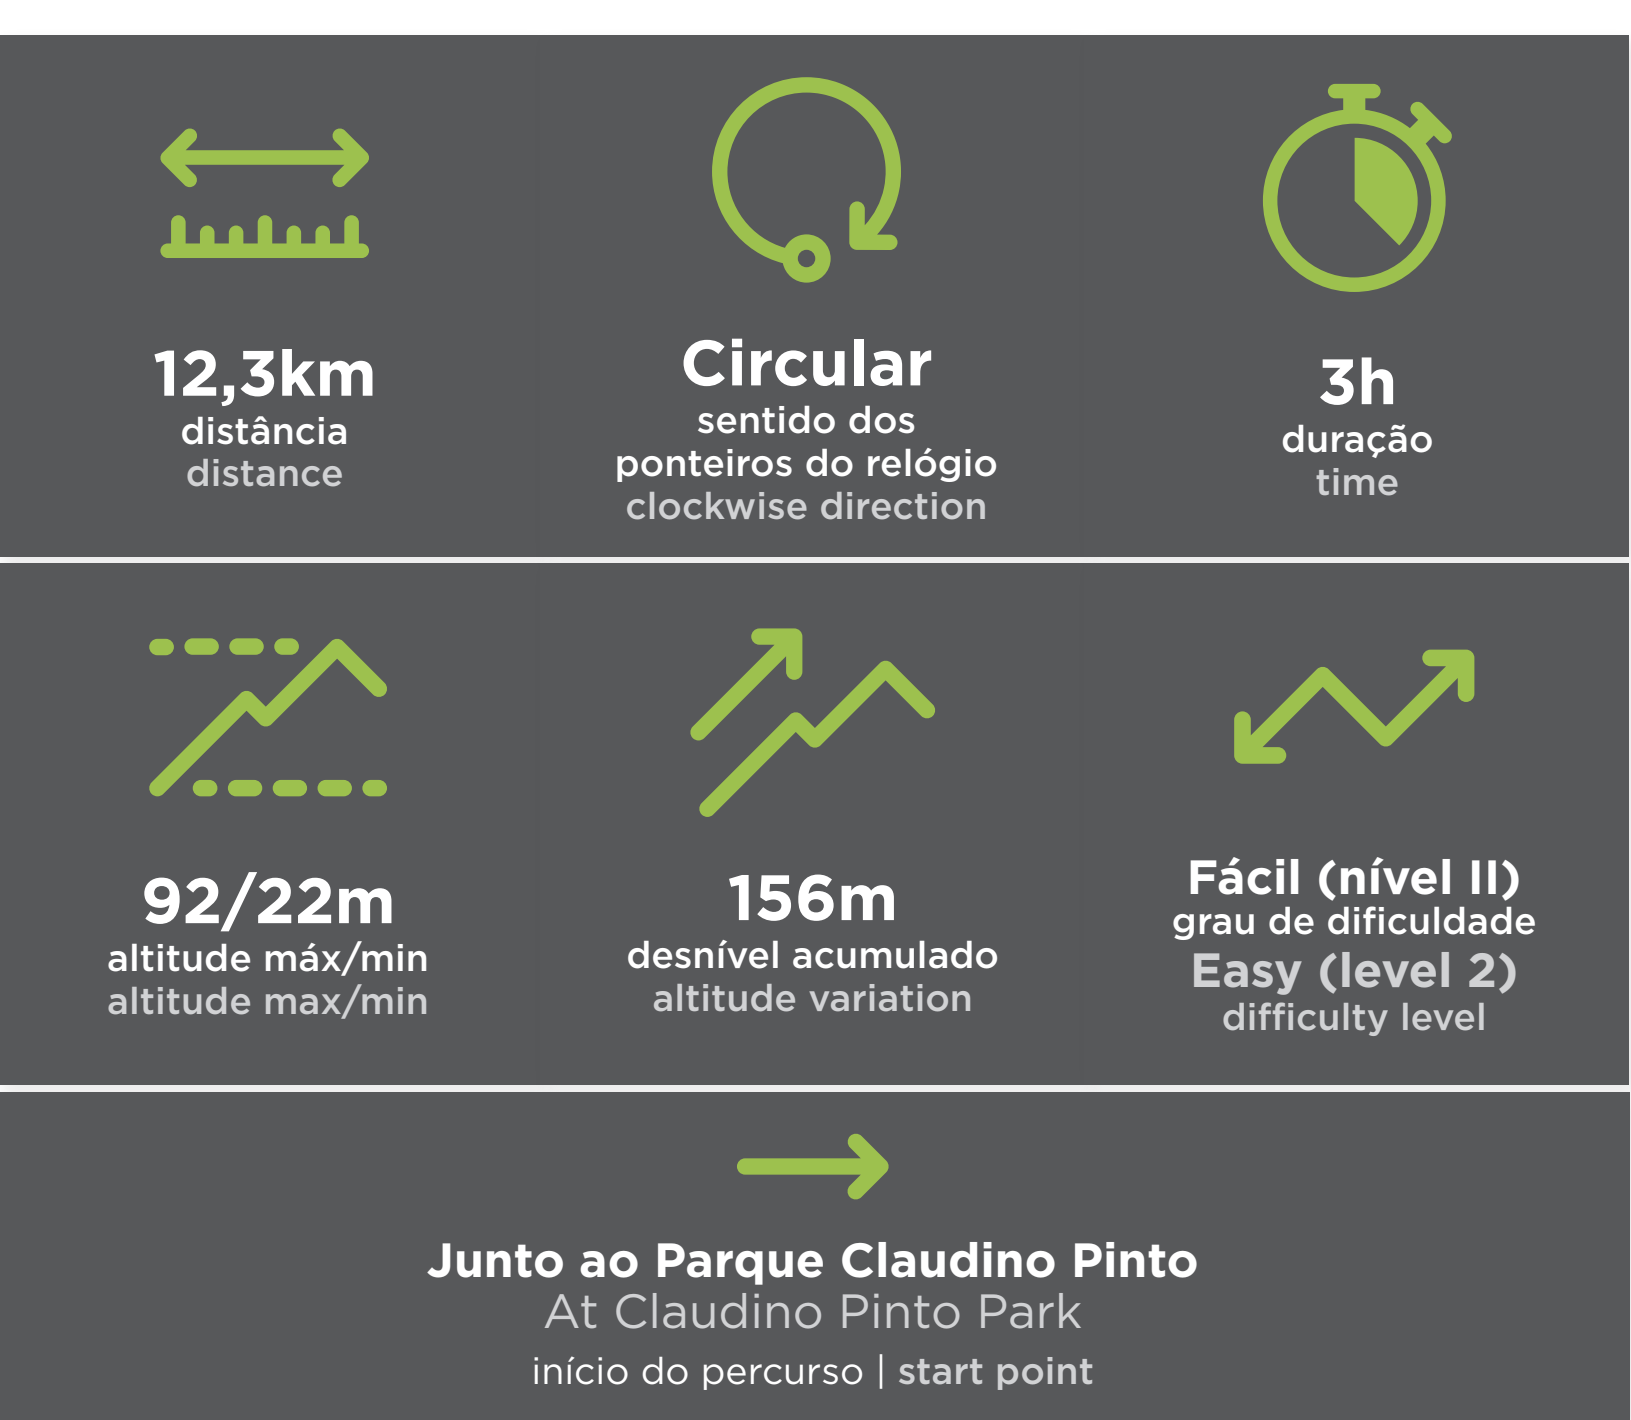 12,3km
distância
distance
Circular
sentido dos
ponteiros do relógio
clockwise direction
3h
duração
time
92/22m
altitude máx/min
altitude max/min
156m
desnível acumulado
altitude variation
Fácil (nível II)
grau de dificuldade
Easy (level 2)
difficulty level
Junto ao Parque Claudino Pinto
At Claudino Pinto Park
início do percurso | start point